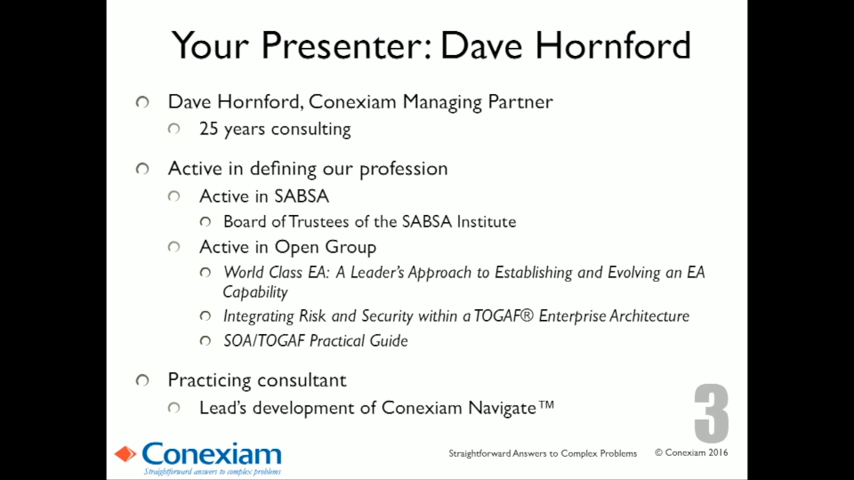 Your Presenter: Dave Hornford
Dave Hornford, Conexiam Managing Partner
25 years consulting
Active in defining our profession
Active in SABSA
Board of Trustees of the SABSA Institute
Active in Open Group
World Class EA: A Leader's Approach to Establishing and Evolving an EA
Capability
Integrating Risk and Security within a TOGAF® Enterprise Architecture
SOA/TOGAF Practical Guide
Practicing consultant
Lead's development of Conexiam Navigate™
3
Conexiam
Straightforward answers to complex problems
Straightforward Answers to Complex Problems
© Conexiam 2016